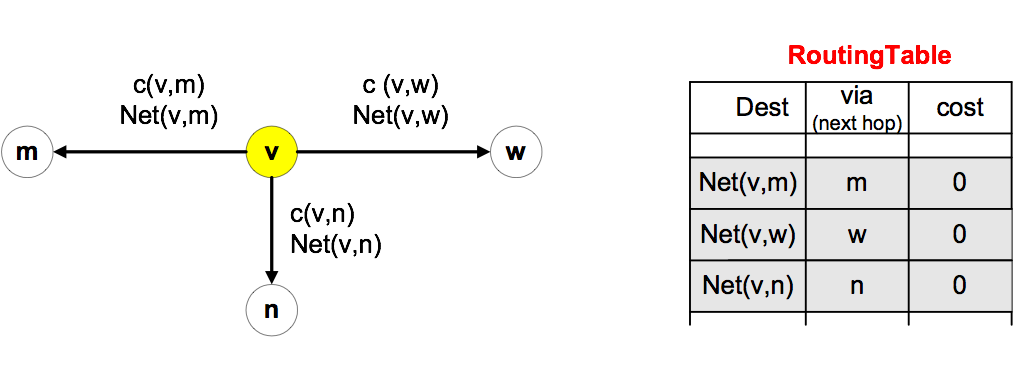 c(v,m)
Net(v,m)
c (v,w)
Net(v,w)
m
v
w
c(v,n)
Net(v,n)
n
RoutingTable
Dest
via
(next hop)
cost
Net(v,m) m 0
Net(v,w) w 0
Net(v,n) n 0